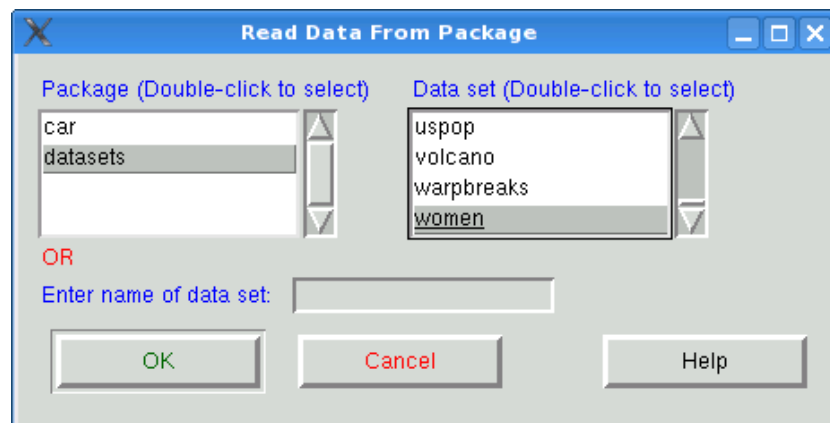 Read Data From Package
Package (Double-click to select)
Data set (Double-click to select)
car
datasets
uspop
volcano
warpbreaks
women
OR
Enter name of data set:
OK
Cancel
Help